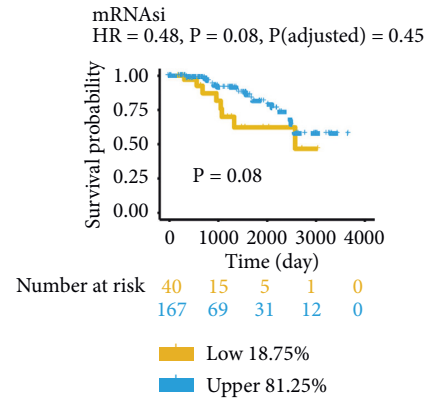 mRNAsi
HR = 0.48, P = 0.08, P(adjusted) = 0.45
Survival probability
1.00
0.75
0.50
0.25
0.00
P = 0.08
0 1000 2000 3000 4000
Time (day)
Number at risk 40 15 5 1 0
167 69 31 12 0
Low 18.75%
Upper 81.25%